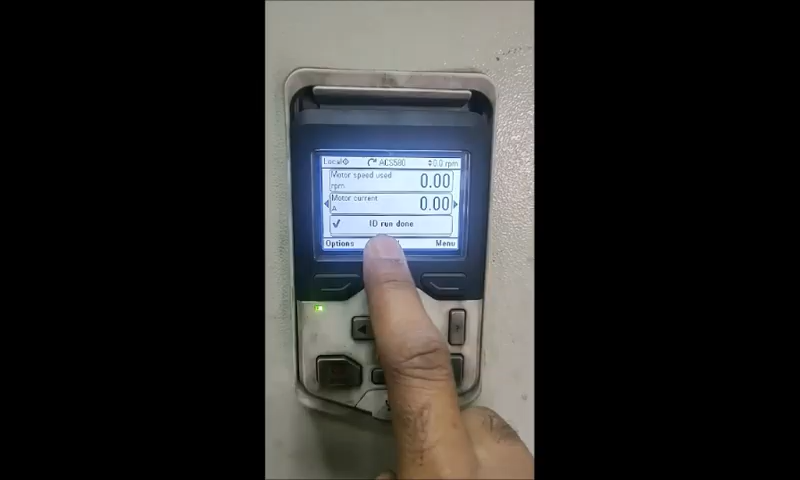 Local ACS580 0.0 rpm
Motor speed used
rpm 0.00
Motor current
A 0.00
ID run done
Options Menu